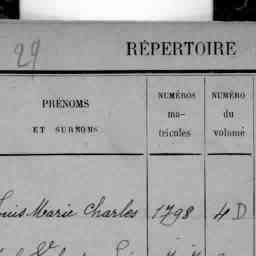 29
RÉPERTOIRE
PRÉNOMS
ET SURNOMS
NUMÉROS
ma-
tricules
NUMÉRO
du
volume
Louis Marie Charles 1798 4 D